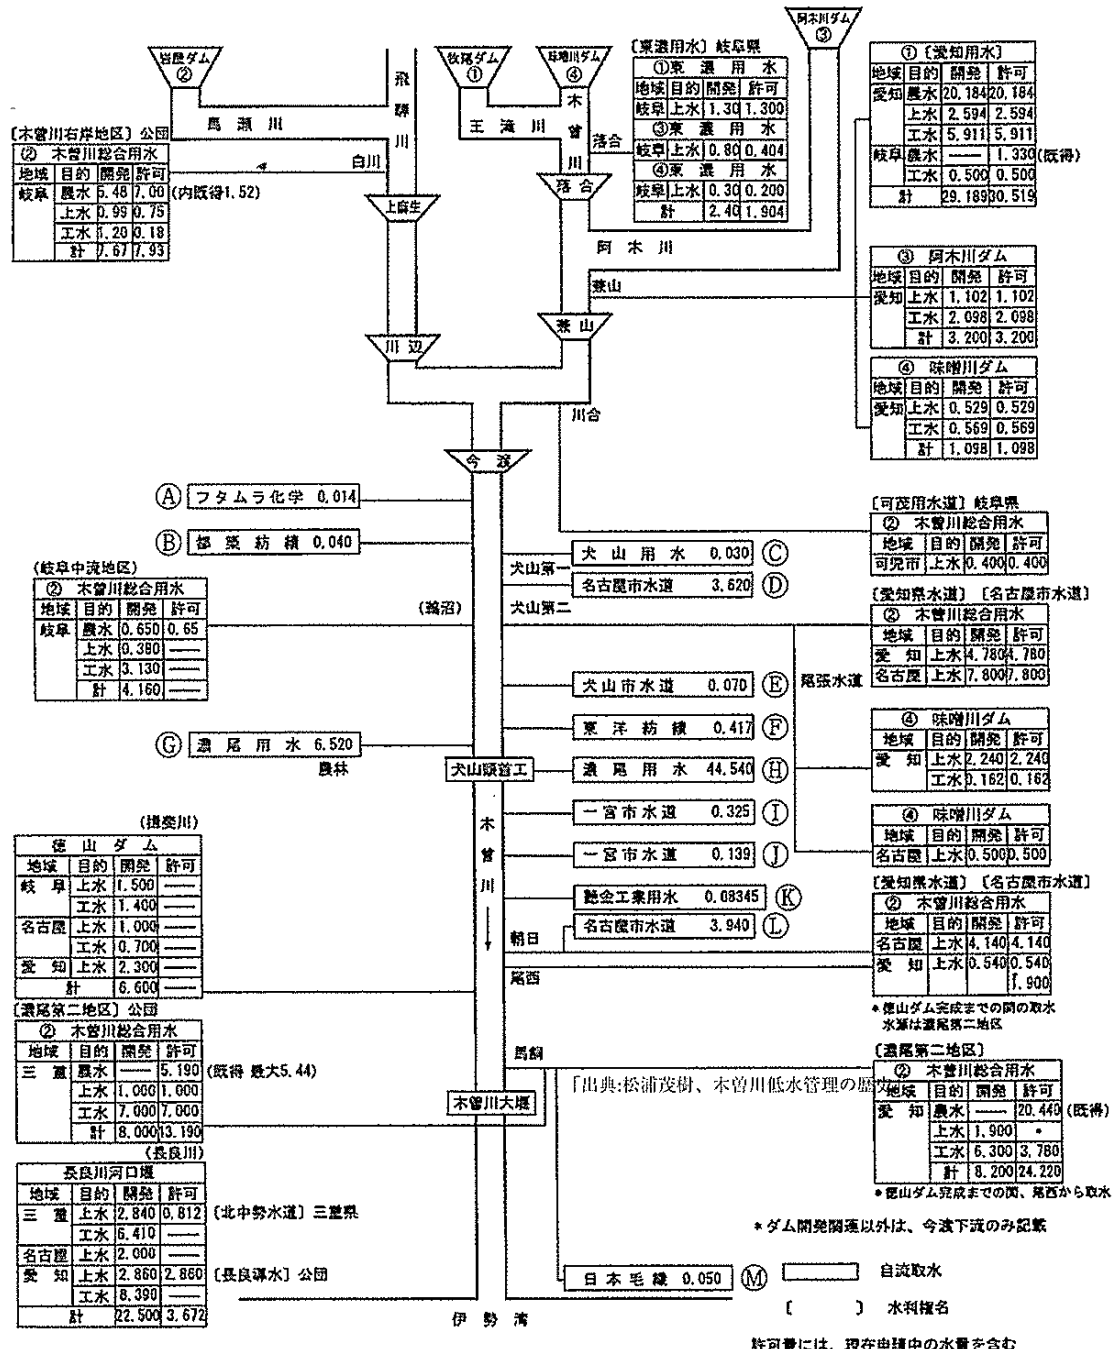 岩屋ダム
②
牧尾ダム
①
味噌川ダム
④
阿木川ダム
③
飛騨川
馬瀬川
王滝川
木曽川
落合
落合
白川
上麻生
阿木川
兼山
兼山
川辺
川合
今渡
〔木曽川右岸地区〕公団
② 木曽川総合用水
地域 目的 開発 許可
岐阜 農水 5.48 7.00 (内既得1.52)
上水 0.99 0.75
工水 1.20 0.18
計 7.67 7.93
〔東濃用水〕岐阜県
①東濃用水
地域 目的 開発 許可
岐阜 上水 1.30 1.300
③東濃用水
岐阜 上水 0.80 0.404
④東濃用水
岐阜 上水 0.30 0.200
計 2.40 1.904
①〔愛知用水〕
地域 目的 開発 許可
愛知 農水 20.184 20.184
上水 2.594 2.594
工水 5.911 5.911
岐阜 農水 —— 1.330 (既得)
工水 0.500 0.500
計 29.189 30.519
③ 阿木川ダム
地域 目的 開発 許可
愛知 上水 1.102 1.102
工水 2.098 2.098
計 3.200 3.200
④ 味噌川ダム
地域 目的 開発 許可
愛知 上水 0.529 0.529
工水 0.569 0.569
計 1.098 1.098
Ⓐ フタムラ化学 0.014
Ⓑ 都築紡績 0.040
〔可茂用水道〕岐阜県
② 木曽川総合用水
地域 目的 開発 許可
可児市 上水 0.400 0.400
犬山用水 0.030 Ⓒ
犬山第一
名古屋市水道 3.620 Ⓓ
犬山第二
(岐阜中流地区)
② 木曽川総合用水
地域 目的 開発 許可
岐阜 農水 0.650 0.65
上水 0.380 ——
工水 3.130 ——
計 4.160 ——
(鵜沼)
〔愛知県水道〕〔名古屋市水道〕
② 木曽川総合用水
地域 目的 開発 許可
愛知 上水 4.780 4.780
名古屋 上水 7.800 7.800
尾張水道
犬山市水道 0.070 Ⓔ
東洋紡績 0.417 Ⓕ
Ⓖ 濃尾用水 6.520
農林
犬山頭首工
濃尾用水 44.540 Ⓗ
④ 味噌川ダム
地域 目的 開発 許可
愛知 上水 2.240 2.240
工水 0.162 0.162
一宮市水道 0.325 Ⓘ
④ 味噌川ダム
地域 目的 開発 許可
名古屋 上水 0.500 0.500
一宮市水道 0.139 Ⓙ
艶金工業用水 0.08345 Ⓚ
名古屋市水道 3.940 Ⓛ
木曽川
朝日
尾西
(揖斐川)
徳山ダム
地域 目的 開発 許可
岐阜 上水 1.500 ——
工水 1.400 ——
名古屋 上水 1.000 ——
工水 0.700 ——
愛知 上水 2.300 ——
計 6.600 ——
〔愛知県水道〕〔名古屋市水道〕
② 木曽川総合用水
地域 目的 開発 許可
名古屋 上水 4.140 4.140
愛知 上水 0.540 0.540
1.900
*徳山ダム完成までの間の取水
水源は濃尾第二地区
〔濃尾第二地区〕公団
② 木曽川総合用水
地域 目的 開発 許可
三重 農水 —— 5.190 (既得 最大5.44)
上水 1.000 1.000
工水 7.000 7.000
計 8.000 13.190
馬飼
木曽川大堰
「出典:松浦茂樹、木曽川低水管理の歴史」
〔濃尾第二地区〕
② 木曽川総合用水
地域 目的 開発 許可
愛知 農水 —— 20.440 (既得)
上水 1,900 *
工水 6.300 3,780
計 8.200 24.220
*徳山ダム完成までの間、尾西から取水
(長良川)
長良川河口堰
地域 目的 開発 許可
三重 上水 2.840 0.812 〔北中勢水道〕三重県
工水 6.410 ——
名古屋 上水 2.000 ——
愛知 上水 2.860 2.860 〔長良導水〕公団
工水 8.390 ——
計 22.500 3.672
*ダム開発関連以外は、今渡下流のみ記載
日本毛織 0.050 Ⓜ
自流取水
〔 〕 水利権名
伊勢湾
許可量には、現在申請中の水量を含む